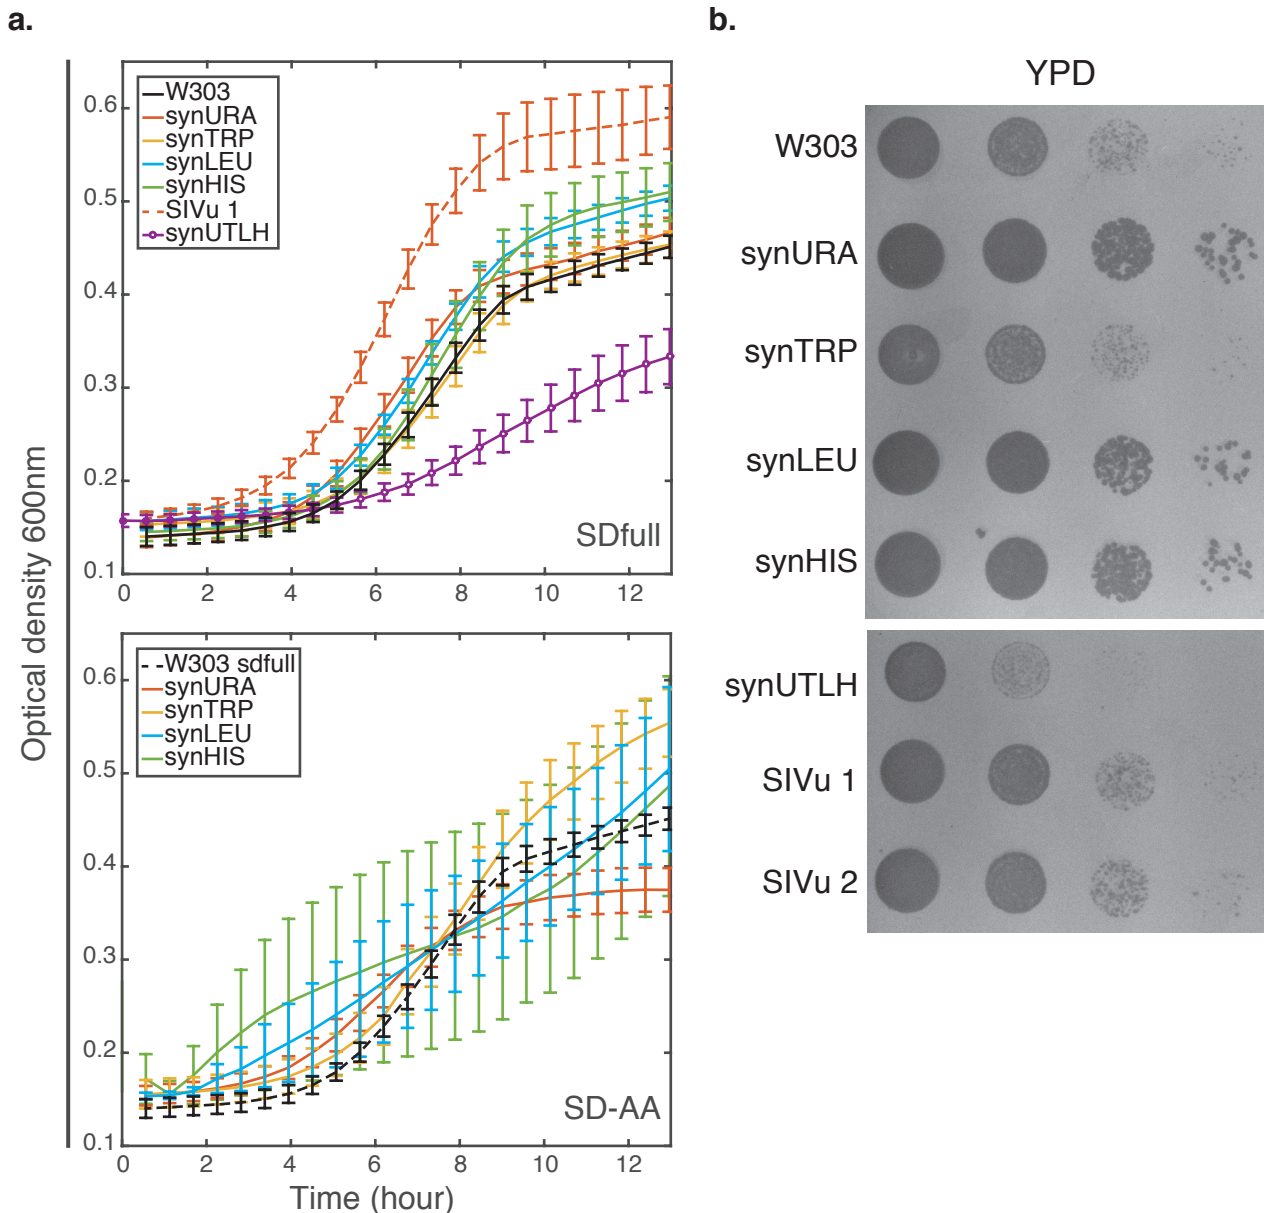 a.
Optical density 600nm
0.6
0.5
0.4
0.3
0.2
0.1
W303
synURA
synTRP
synLEU
synHIS
SIVu 1
synUTLH
SDfull
0 2 4 6 8 10 12
0.6
0.5
0.4
0.3
0.2
0.1
W303 sdfull
synURA
synTRP
synLEU
synHIS
SD-AA
0 2 4 6 8 10 12
Time (hour)
b.
YPD
W303
synURA
synTRP
synLEU
synHIS
synUTLH
SIVu 1
SIVu 2